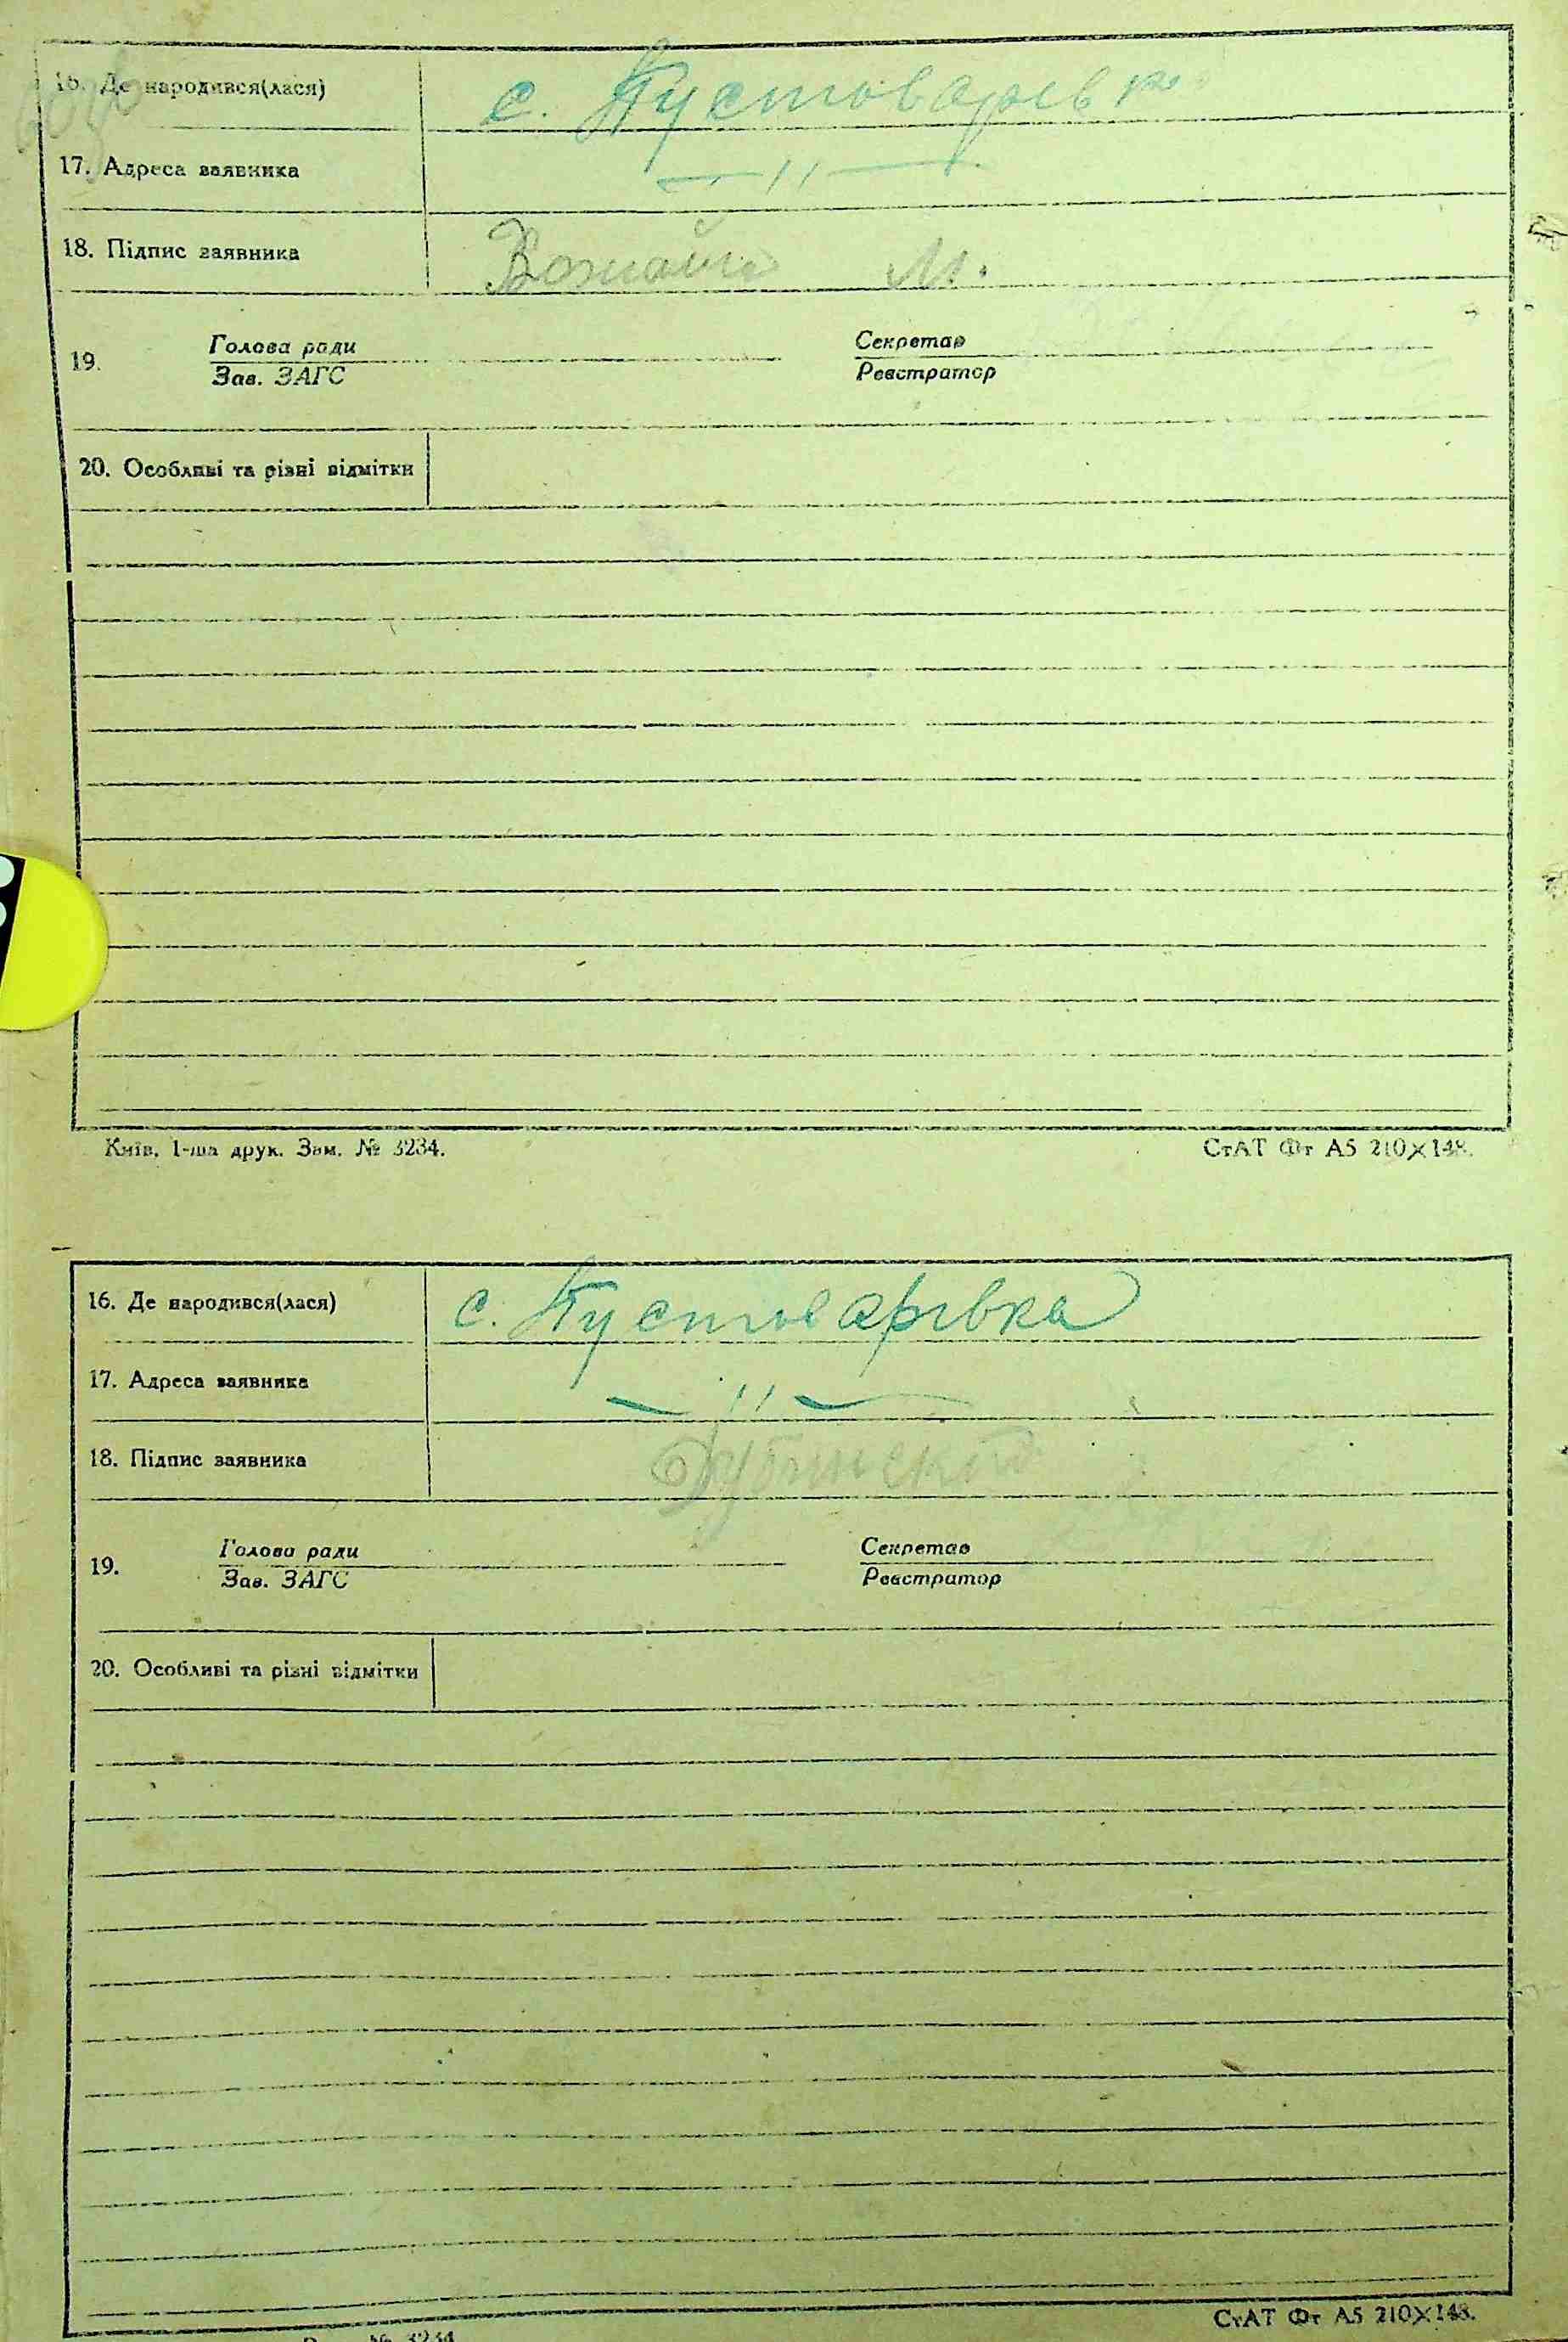 16. Де народився(лася) с. Пустоварівка
17. Адреса заявника — 〃 —
18. Підпис заявника М.
19. Голова ради Секретар
Зав. ЗАГС Реєстратор
20. Особливі та різні відмітки
Київ, 1-ша друк. Зам. № 3234. СтАТ Фт А5 210×148.
16. Де народився(лася) с. Пустоварівка
17. Адреса заявника — 〃 —
18. Підпис заявника Дубинский
19. Голова ради Секретар
Зав. ЗАГС Реєстратор
20. Особливі та різні відмітки
№ 3234 СтАТ Фт А5 210×148.